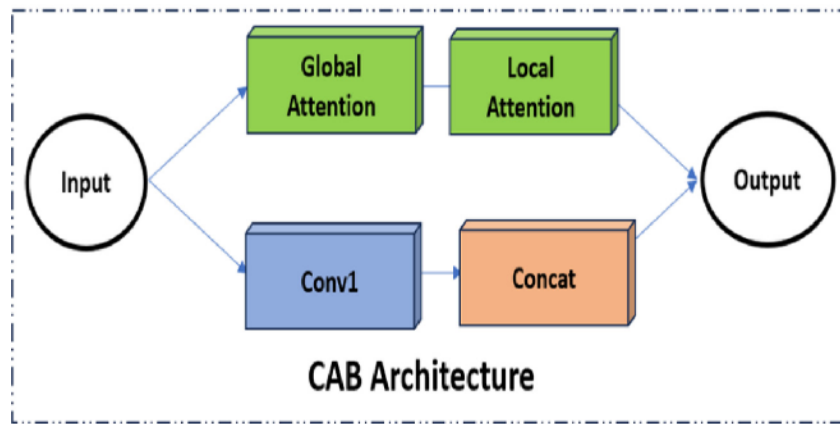 Global
Attention
Local
Attention
Input
Output
Conv1
Concat
CAB Architecture